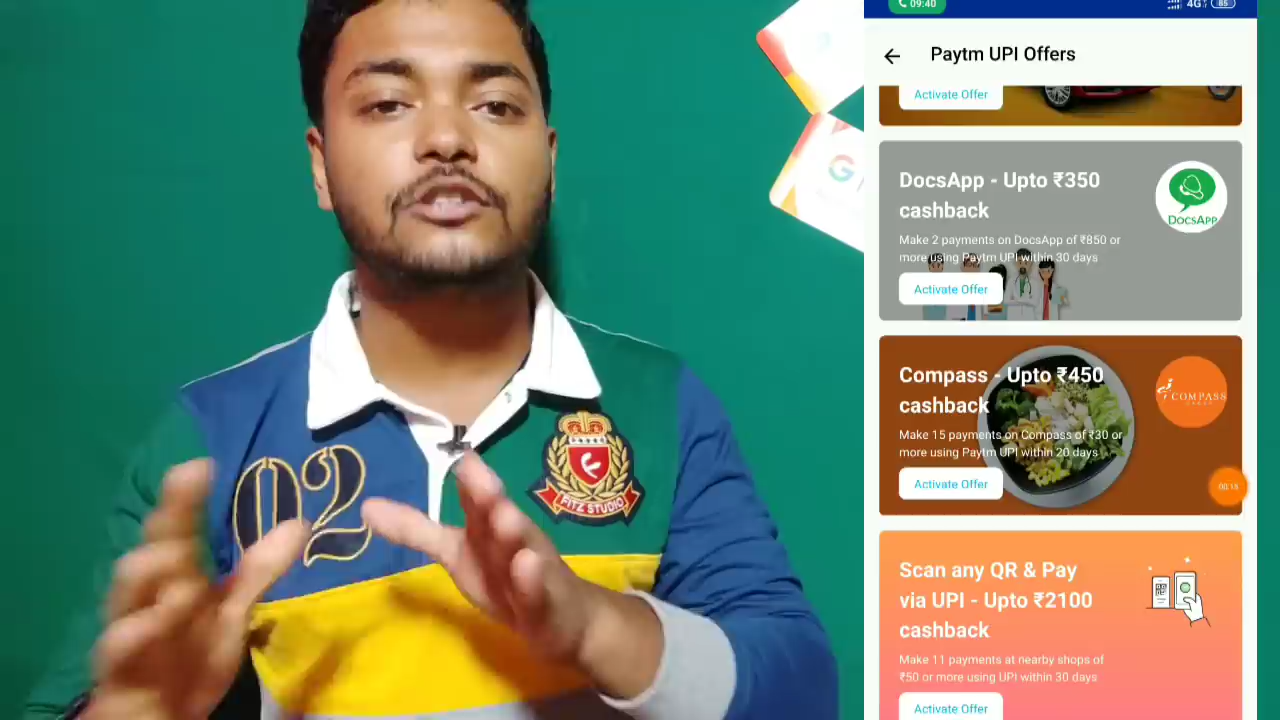 09:40
4G
85
Paytm UPI Offers
Activate Offer
DocsApp - Upto ₹350
cashback
DOCSAPP
Make 2 payments on DocsApp of ₹850 or
more using Paytm UPI within 30 days
Activate Offer
Compass - Upto ₹450
cashback
COMPASS
GROUP
Make 15 payments on Compass of ₹30 or
more using Paytm UPI within 20 days
Activate Offer
Scan any QR & Pay
via UPI - Upto ₹2100
cashback
Make 11 payments at nearby shops of
₹50 or more using UPI within 30 days
Activate Offer
02
FITZ STUDIO
G